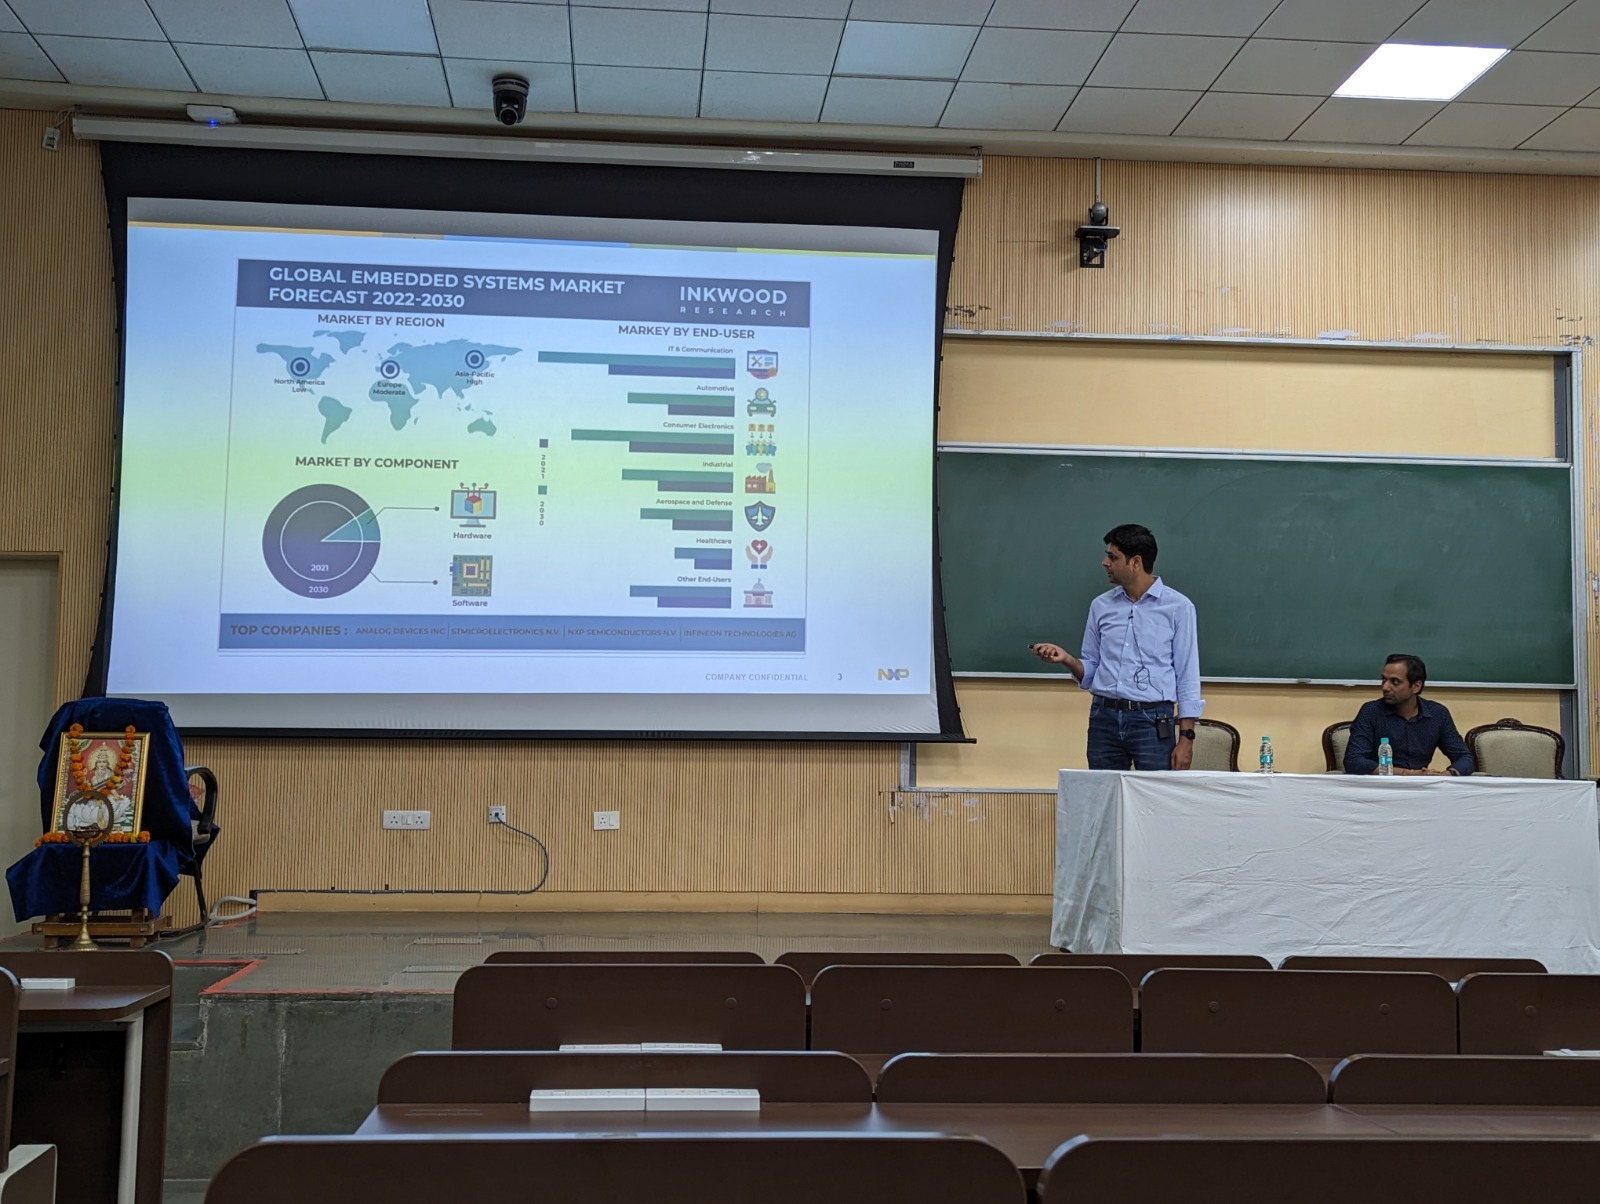 GLOBAL EMBEDDED SYSTEMS MARKET
FORECAST 2022-2030
INKWOOD
RESEARCH
MARKET BY REGION
North America
Low
Europe
Moderate
Asia-Pacific
High
MARKEY BY END-USER
IT & Communication
Automotive
Consumer Electronics
Industrial
Aerospace and Defense
Healthcare
Other End-Users
2021
2030
MARKET BY COMPONENT
2021
2030
Hardware
Software
TOP COMPANIES : ANALOG DEVICES INC | STMICROELECTRONICS N.V. | NXP SEMICONDUCTORS N.V. | INFINEON TECHNOLOGIES AG
COMPANY CONFIDENTIAL 3 NXP